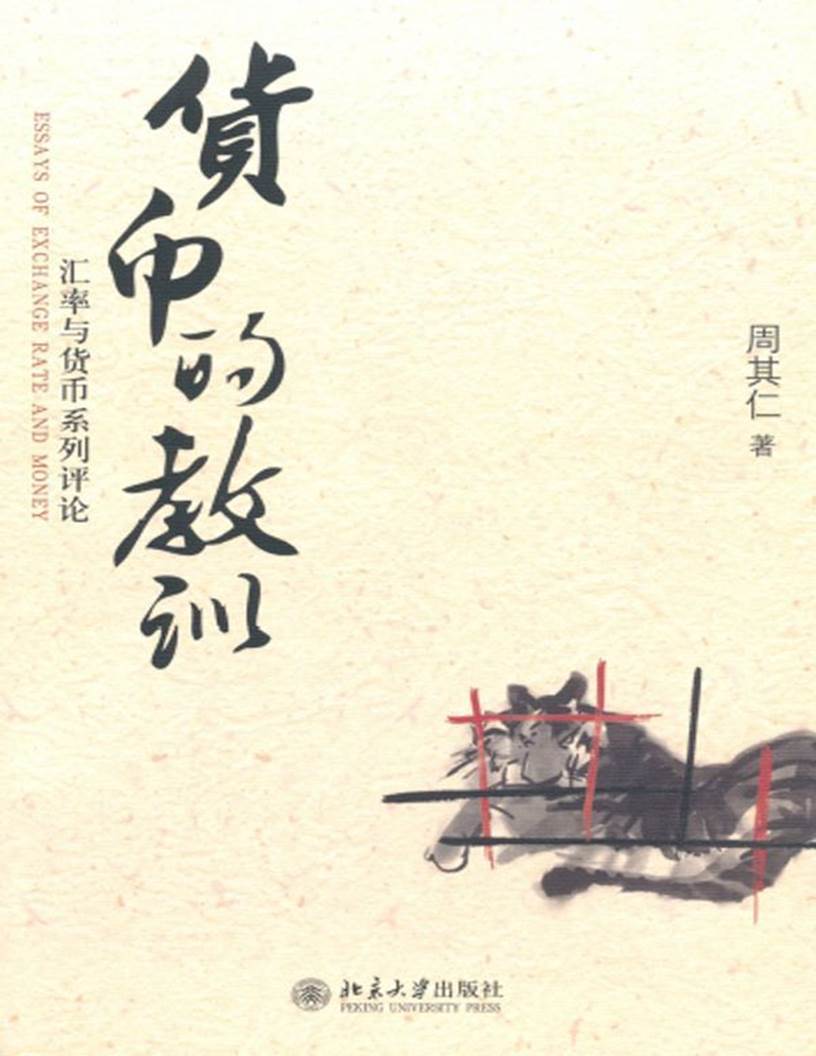 貨币的教训
汇率与货币系列评论
ESSAYS OF EXCHANGE RATE AND MONEY
周其仁 著
北京大学出版社
PEKING UNIVERSITY PRESS